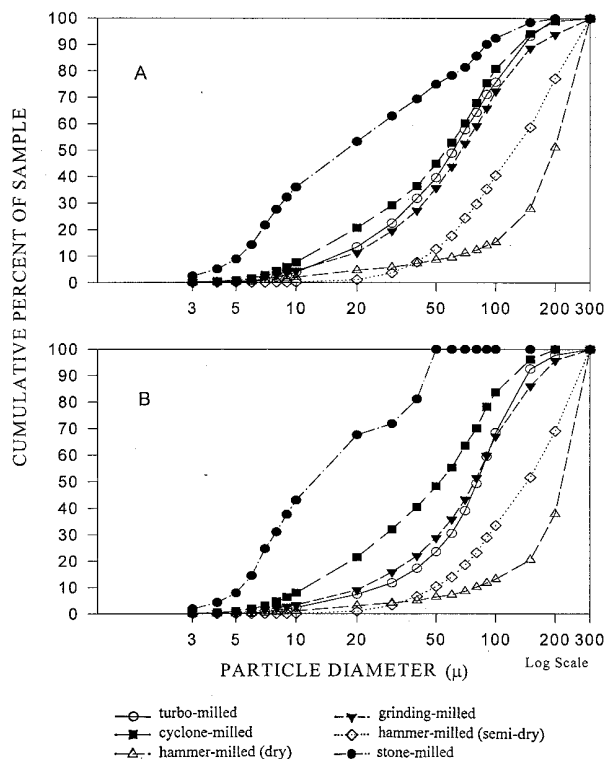 CUMULATIVE PERCENT OF SAMPLE
A
100
90
80
70
60
50
40
30
20
10
0
3 5 10 20 50 100 200 300
B
100
90
80
70
60
50
40
30
20
10
0
3 5 10 20 50 100 200 300
PARTICLE DIAMETER (μ)
Log Scale
turbo-milled
cyclone-milled
hammer-milled (dry)
grinding-milled
hammer-milled (semi-dry)
stone-milled